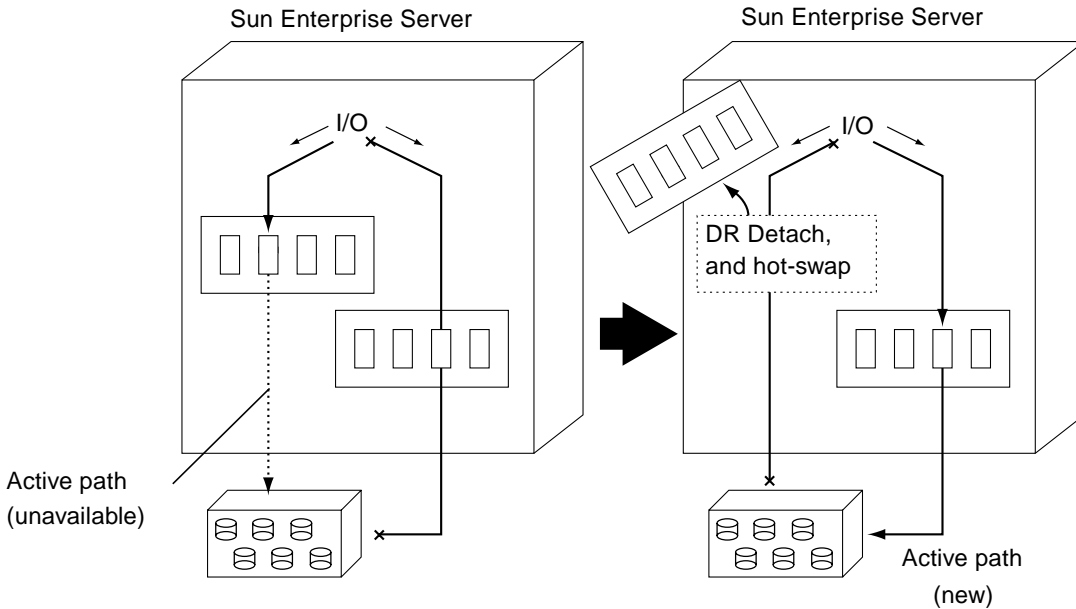 Sun Enterprise Server
Sun Enterprise Server
I/O
I/O
DR Detach,
and hot-swap
Active path
(unavailable)
Active path
(new)